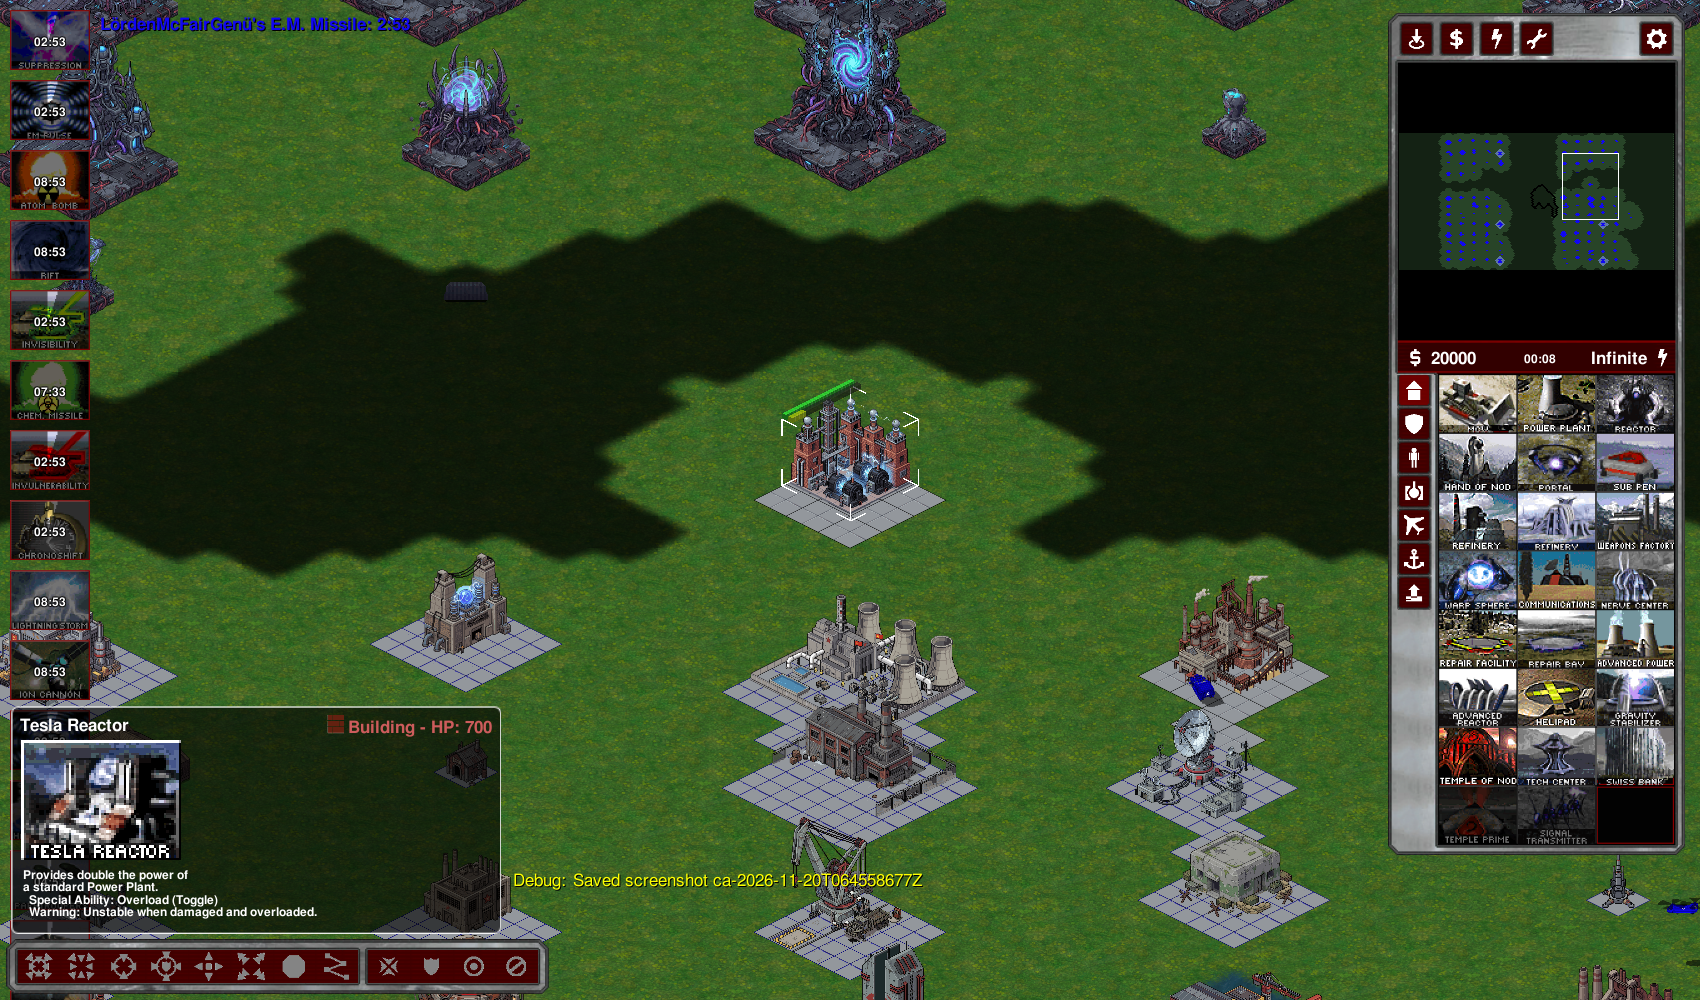 LordenMcFairGenü's E.M. Missile: 2:53
02:53
SUPPRESSION
02:53
EM PULSE
08:53
ATOM BOMB
08:53
RIFT
02:53
INVISIBILITY
07:33
CHEM. MISSILE
02:53
INVULNERABILITY
02:53
CHRONOSHIFT
08:53
LIGHTNING STORM
08:53
ION CANNON
$
$ 20000
00:08
Infinite
MCV
POWER PLANT
REACTOR
HAND OF NOD
PORTAL
SUB PEN
REFINERY
REFINERY
WEAPONS FACTORY
WARP SPHERE
COMMUNICATIONS
NERVE CENTER
REPAIR FACILITY
REPAIR BAY
ADVANCED POWER
ADVANCED REACTOR
HELIPAD
GRAVITY STABILIZER
TEMPLE OF NOD
TECH CENTER
SWISS BANK
TEMPLE PRIME
SIGNAL TRANSMITTER
Tesla Reactor
Building - HP: 700
TESLA REACTOR
Provides double the power of
a standard Power Plant.
Special Ability: Overload (Toggle)
Warning: Unstable when damaged and overloaded.
Debug: Saved screenshot ca-2026-11-20T064558677Z